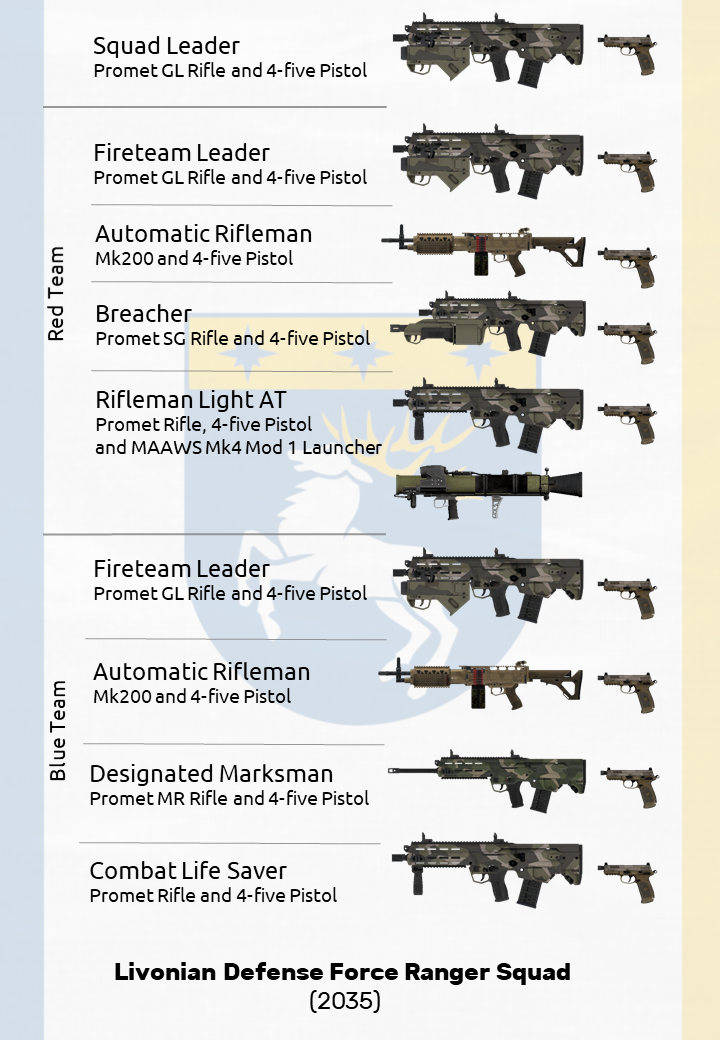 Squad Leader
Promet GL Rifle and 4-five Pistol
Red Team
Fireteam Leader
Promet GL Rifle and 4-five Pistol
Automatic Rifleman
Mk200 and 4-five Pistol
Breacher
Promet SG Rifle and 4-five Pistol
Rifleman Light AT
Promet Rifle, 4-five Pistol
and MAAWS Mk4 Mod 1 Launcher
Blue Team
Fireteam Leader
Promet GL Rifle and 4-five Pistol
Automatic Rifleman
Mk200 and 4-five Pistol
Designated Marksman
Promet MR Rifle and 4-five Pistol
Combat Life Saver
Promet Rifle and 4-five Pistol
Livonian Defense Force Ranger Squad
(2035)